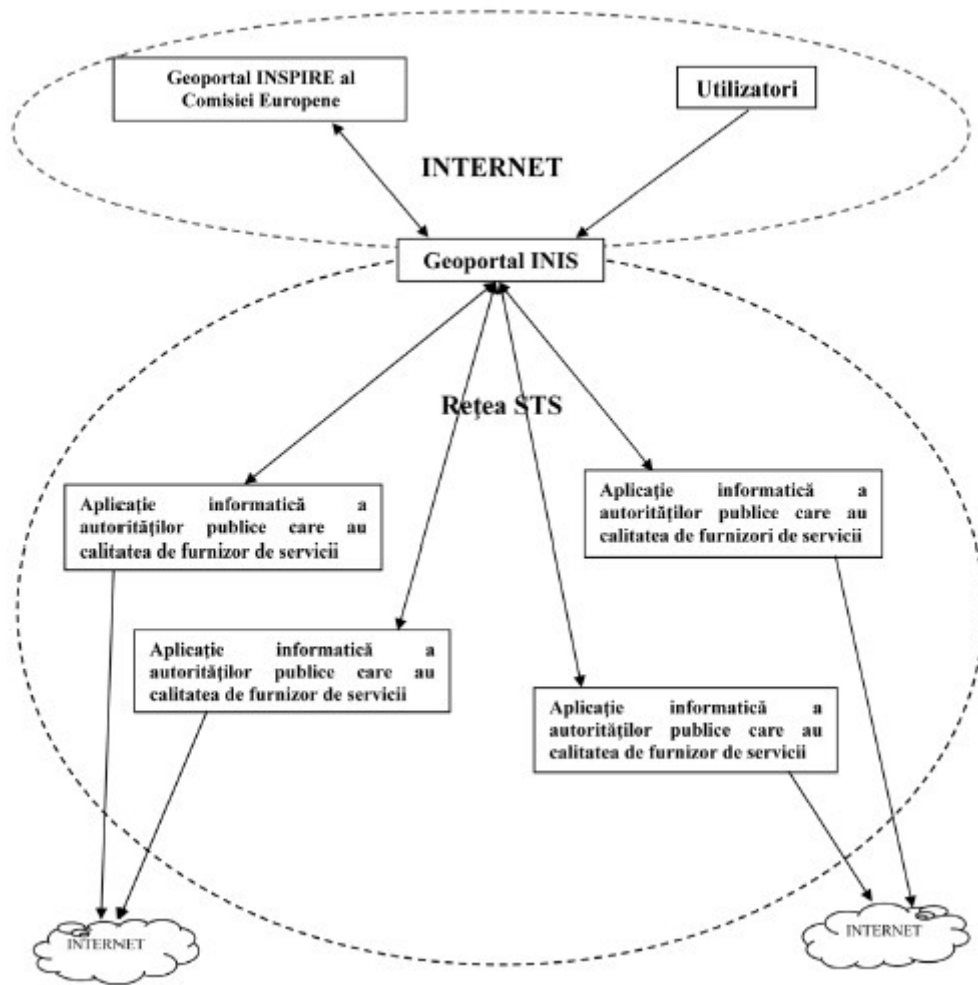 Geoportal INSPIRE al
Comisiei Europene
Utilizatori
INTERNET
Geoportal INIS
Rețea STS
Aplicație informatică a
autorităților publice care au
calitatea de furnizor de servicii
Aplicație informatică a
autorităților publice care au
calitatea de furnizori de servicii
Aplicație informatică a
autorităților publice care au
calitatea de furnizor de servicii
Aplicație informatică a
autorităților publice care au
calitatea de furnizor de servicii
INTERNET
INTERNET